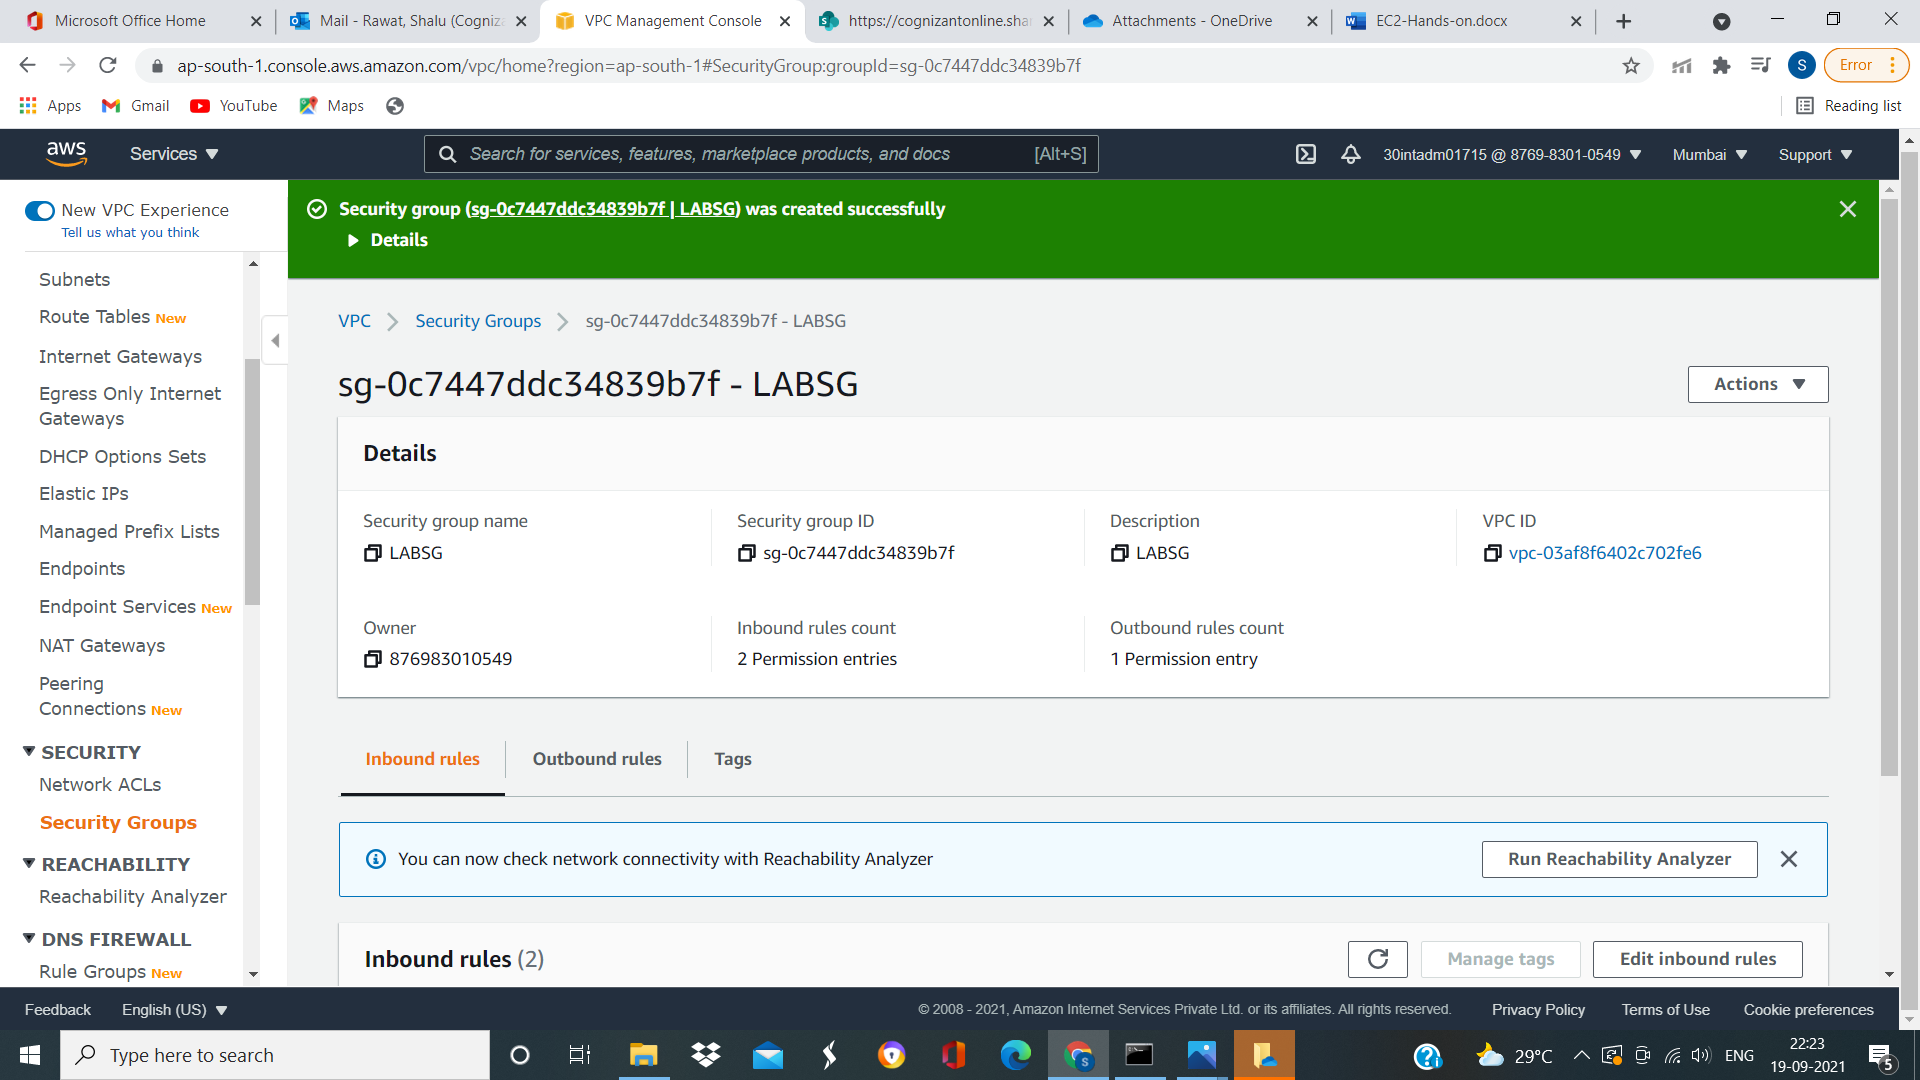 Microsoft Office Home
Mail - Rawat, Shalu (Cogniz
VPC Management Console
https://cognizantonline.sha
Attachments - OneDrive
EC2-Hands-on.docx
ap-south-1.console.aws.amazon.com/vpc/home?region=ap-south-1#SecurityGroup:groupId=sg-0c7447ddc34839b7f
S
Error
Apps
Gmail
YouTube
Maps
Reading list
aws
Services
Search for services, features, marketplace products, and docs
[Alt+S]
30intadm01715 @ 8769-8301-0549
Mumbai
Support
New VPC Experience
Tell us what you think
Subnets
Route Tables New
Internet Gateways
Egress Only Internet
Gateways
DHCP Options Sets
Elastic IPs
Managed Prefix Lists
Endpoints
Endpoint Services New
NAT Gateways
Peering
Connections New
SECURITY
Network ACLs
Security Groups
REACHABILITY
Reachability Analyzer
DNS FIREWALL
Rule Groups New
Security group (sg-0c7447ddc34839b7f | LABSG) was created successfully
Details
VPC
Security Groups
sg-0c7447ddc34839b7f - LABSG
sg-0c7447ddc34839b7f - LABSG
Actions
Details
Security group name
LABSG
Security group ID
sg-0c7447ddc34839b7f
Description
LABSG
VPC ID
vpc-03af8f6402c702fe6
Owner
876983010549
Inbound rules count
2 Permission entries
Outbound rules count
1 Permission entry
Inbound rules
Outbound rules
Tags
You can now check network connectivity with Reachability Analyzer
Run Reachability Analyzer
Inbound rules (2)
Manage tags
Edit inbound rules
Feedback
English (US)
© 2008 - 2021, Amazon Internet Services Private Ltd. or its affiliates. All rights reserved.
Privacy Policy
Terms of Use
Cookie preferences
Type here to search
29°C
ENG
22:23
19-09-2021
5